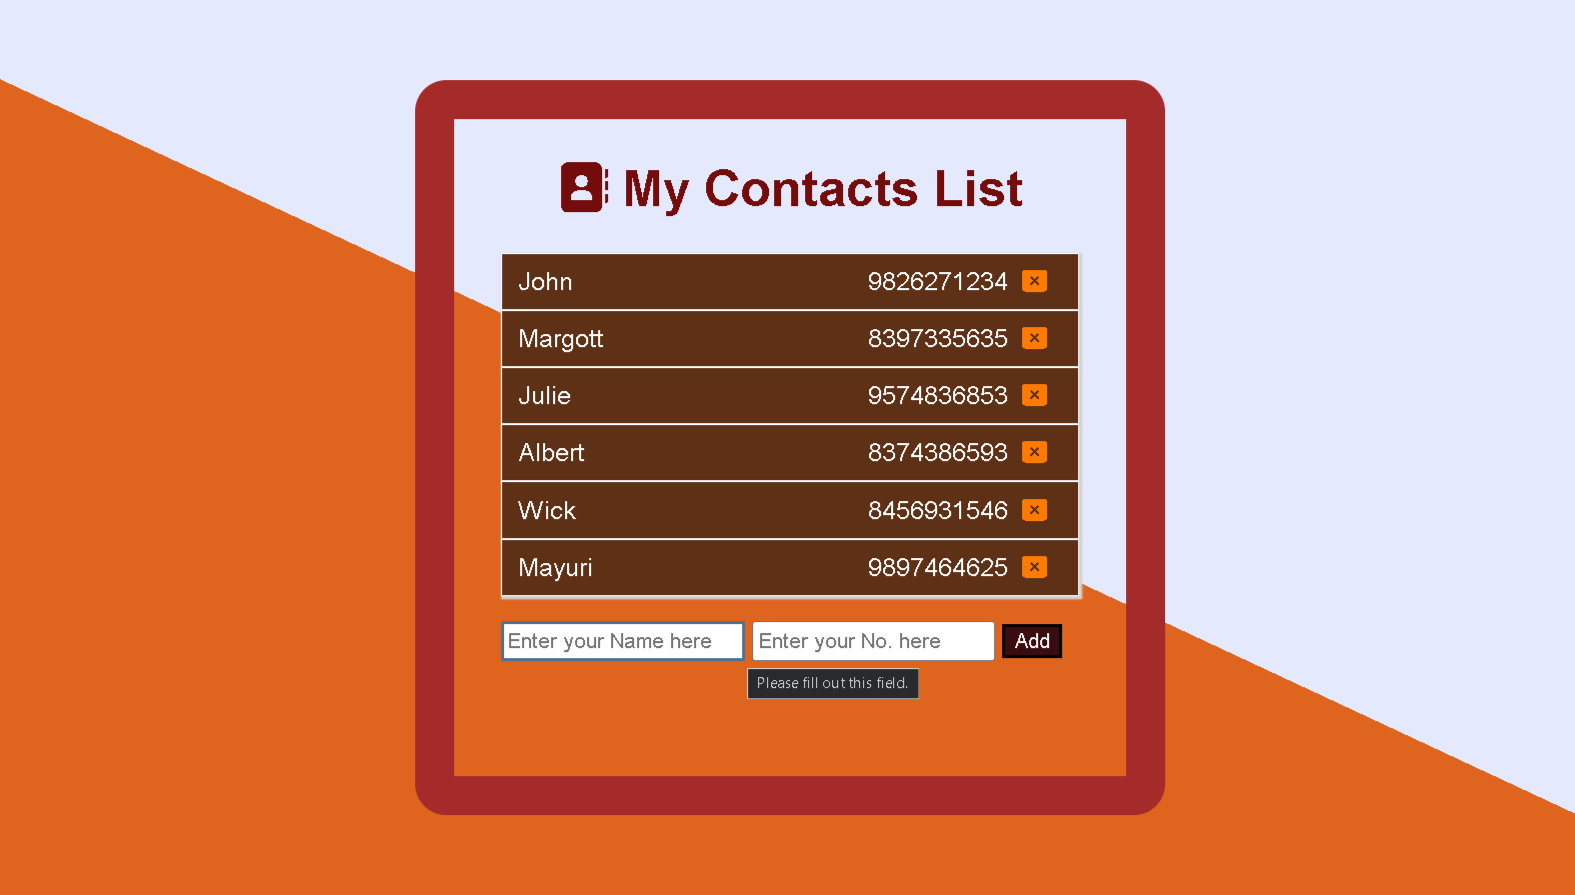 My Contacts List
John 9826271234
Margott 8397335635
Julie 9574836853
Albert 8374386593
Wick 8456931546
Mayuri 9897464625
Enter your Name here Enter your No. here Add
Please fill out this field.